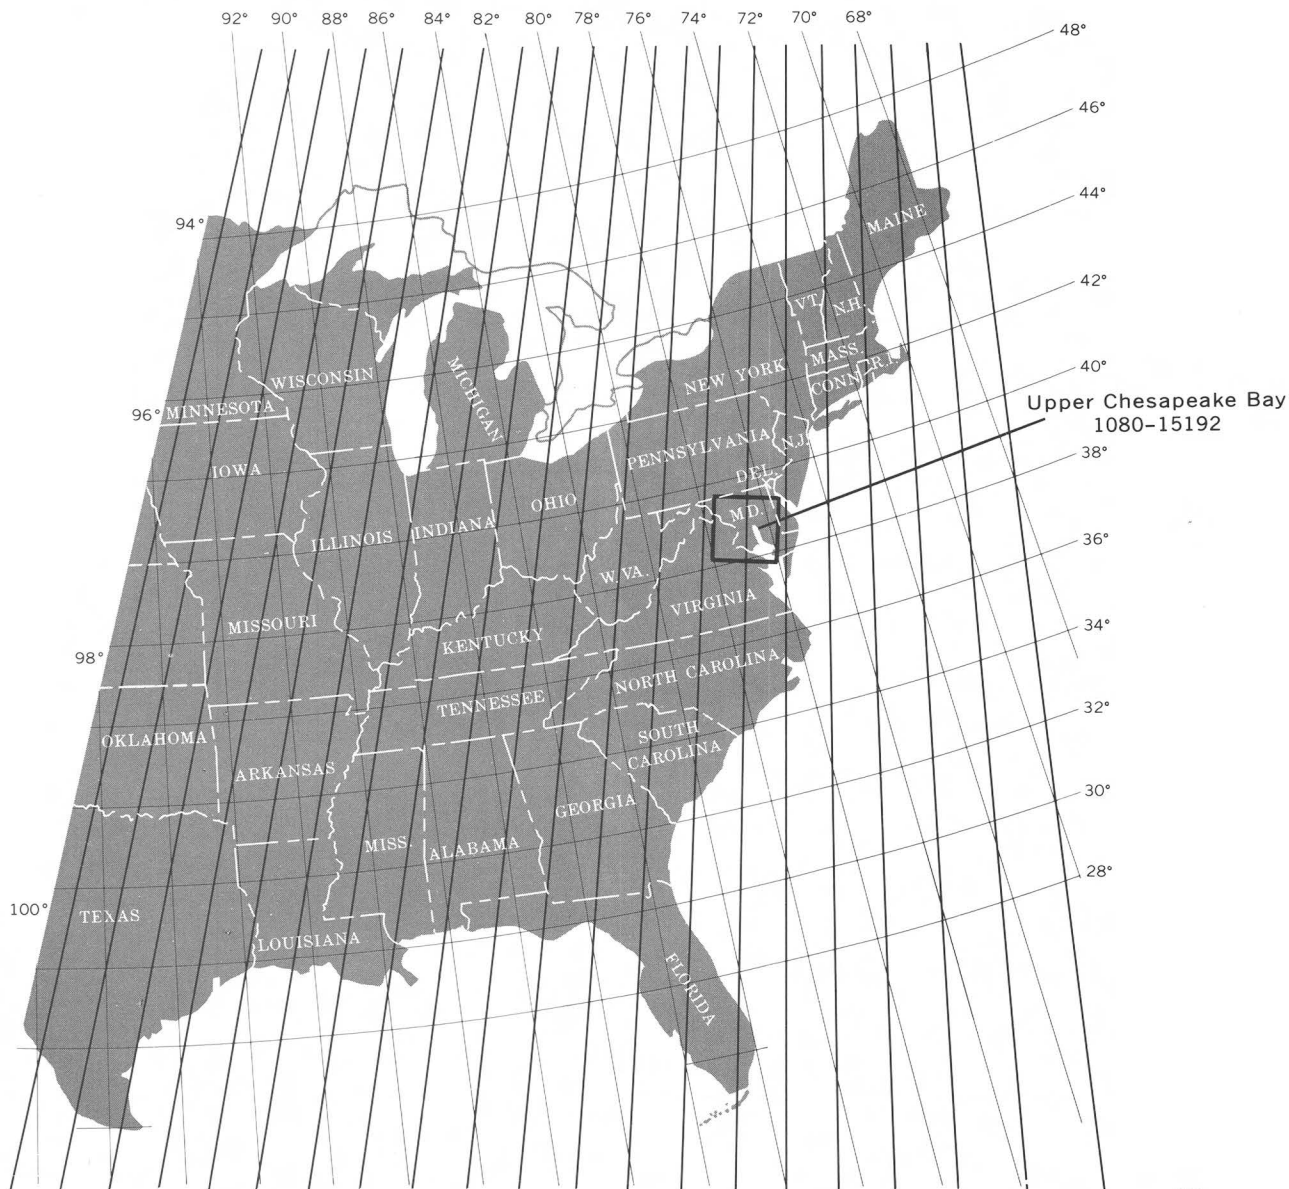 92° 90° 88° 86° 84° 82° 80° 78° 76° 74° 72° 70° 68°
48°
46°
44°
94°
MAINE
42°
VT. N.H.
40°
MASS.
WISCONSIN
MICHIGAN
NEW YORK
CONN. R.I.
Upper Chesapeake Bay
1080-15192
96°
MINNESOTA
38°
PENNSYLVANIA
N.J.
IOWA
DEL.
OHIO
MD.
ILLINOIS
INDIANA
36°
W.VA.
VIRGINIA
34°
MISSOURI
KENTUCKY
98°
NORTH CAROLINA
TENNESSEE
32°
OKLAHOMA
SOUTH
CAROLINA
ARKANSAS
30°
GEORGIA
MISS.
ALABAMA
28°
100°
TEXAS
LOUISIANA
FLORIDA